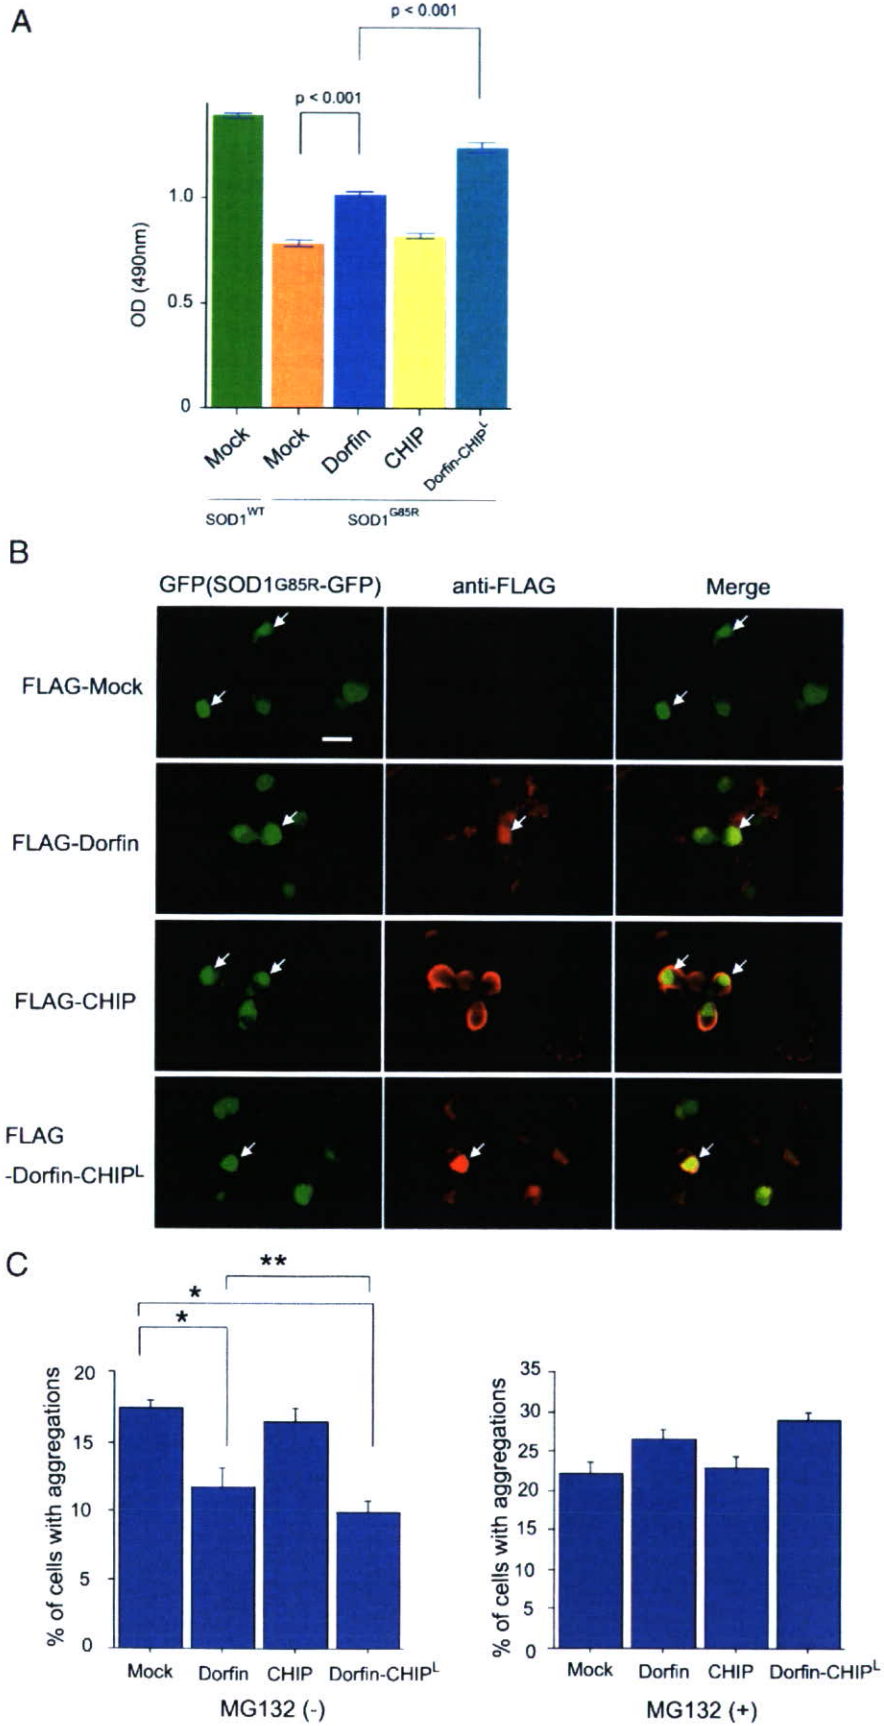 A
p < 0.001
p < 0.001
OD (490nm)
1.0
0.5
0
Mock
Mock
Dorfin
CHIP
Dorfin-CHIPL
SOD1WT
SOD1G85R
B
GFP(SOD1G85R-GFP)
anti-FLAG
Merge
FLAG-Mock
FLAG-Dorfin
FLAG-CHIP
FLAG
-Dorfin-CHIPL
C
**
*
*
% of cells with aggregations
20
15
10
5
0
Mock
Dorfin
CHIP
Dorfin-CHIPL
MG132 (-)
% of cells with aggregations
35
30
25
20
15
10
5
0
Mock
Dorfin
CHIP
Dorfin-CHIPL
MG132 (+)